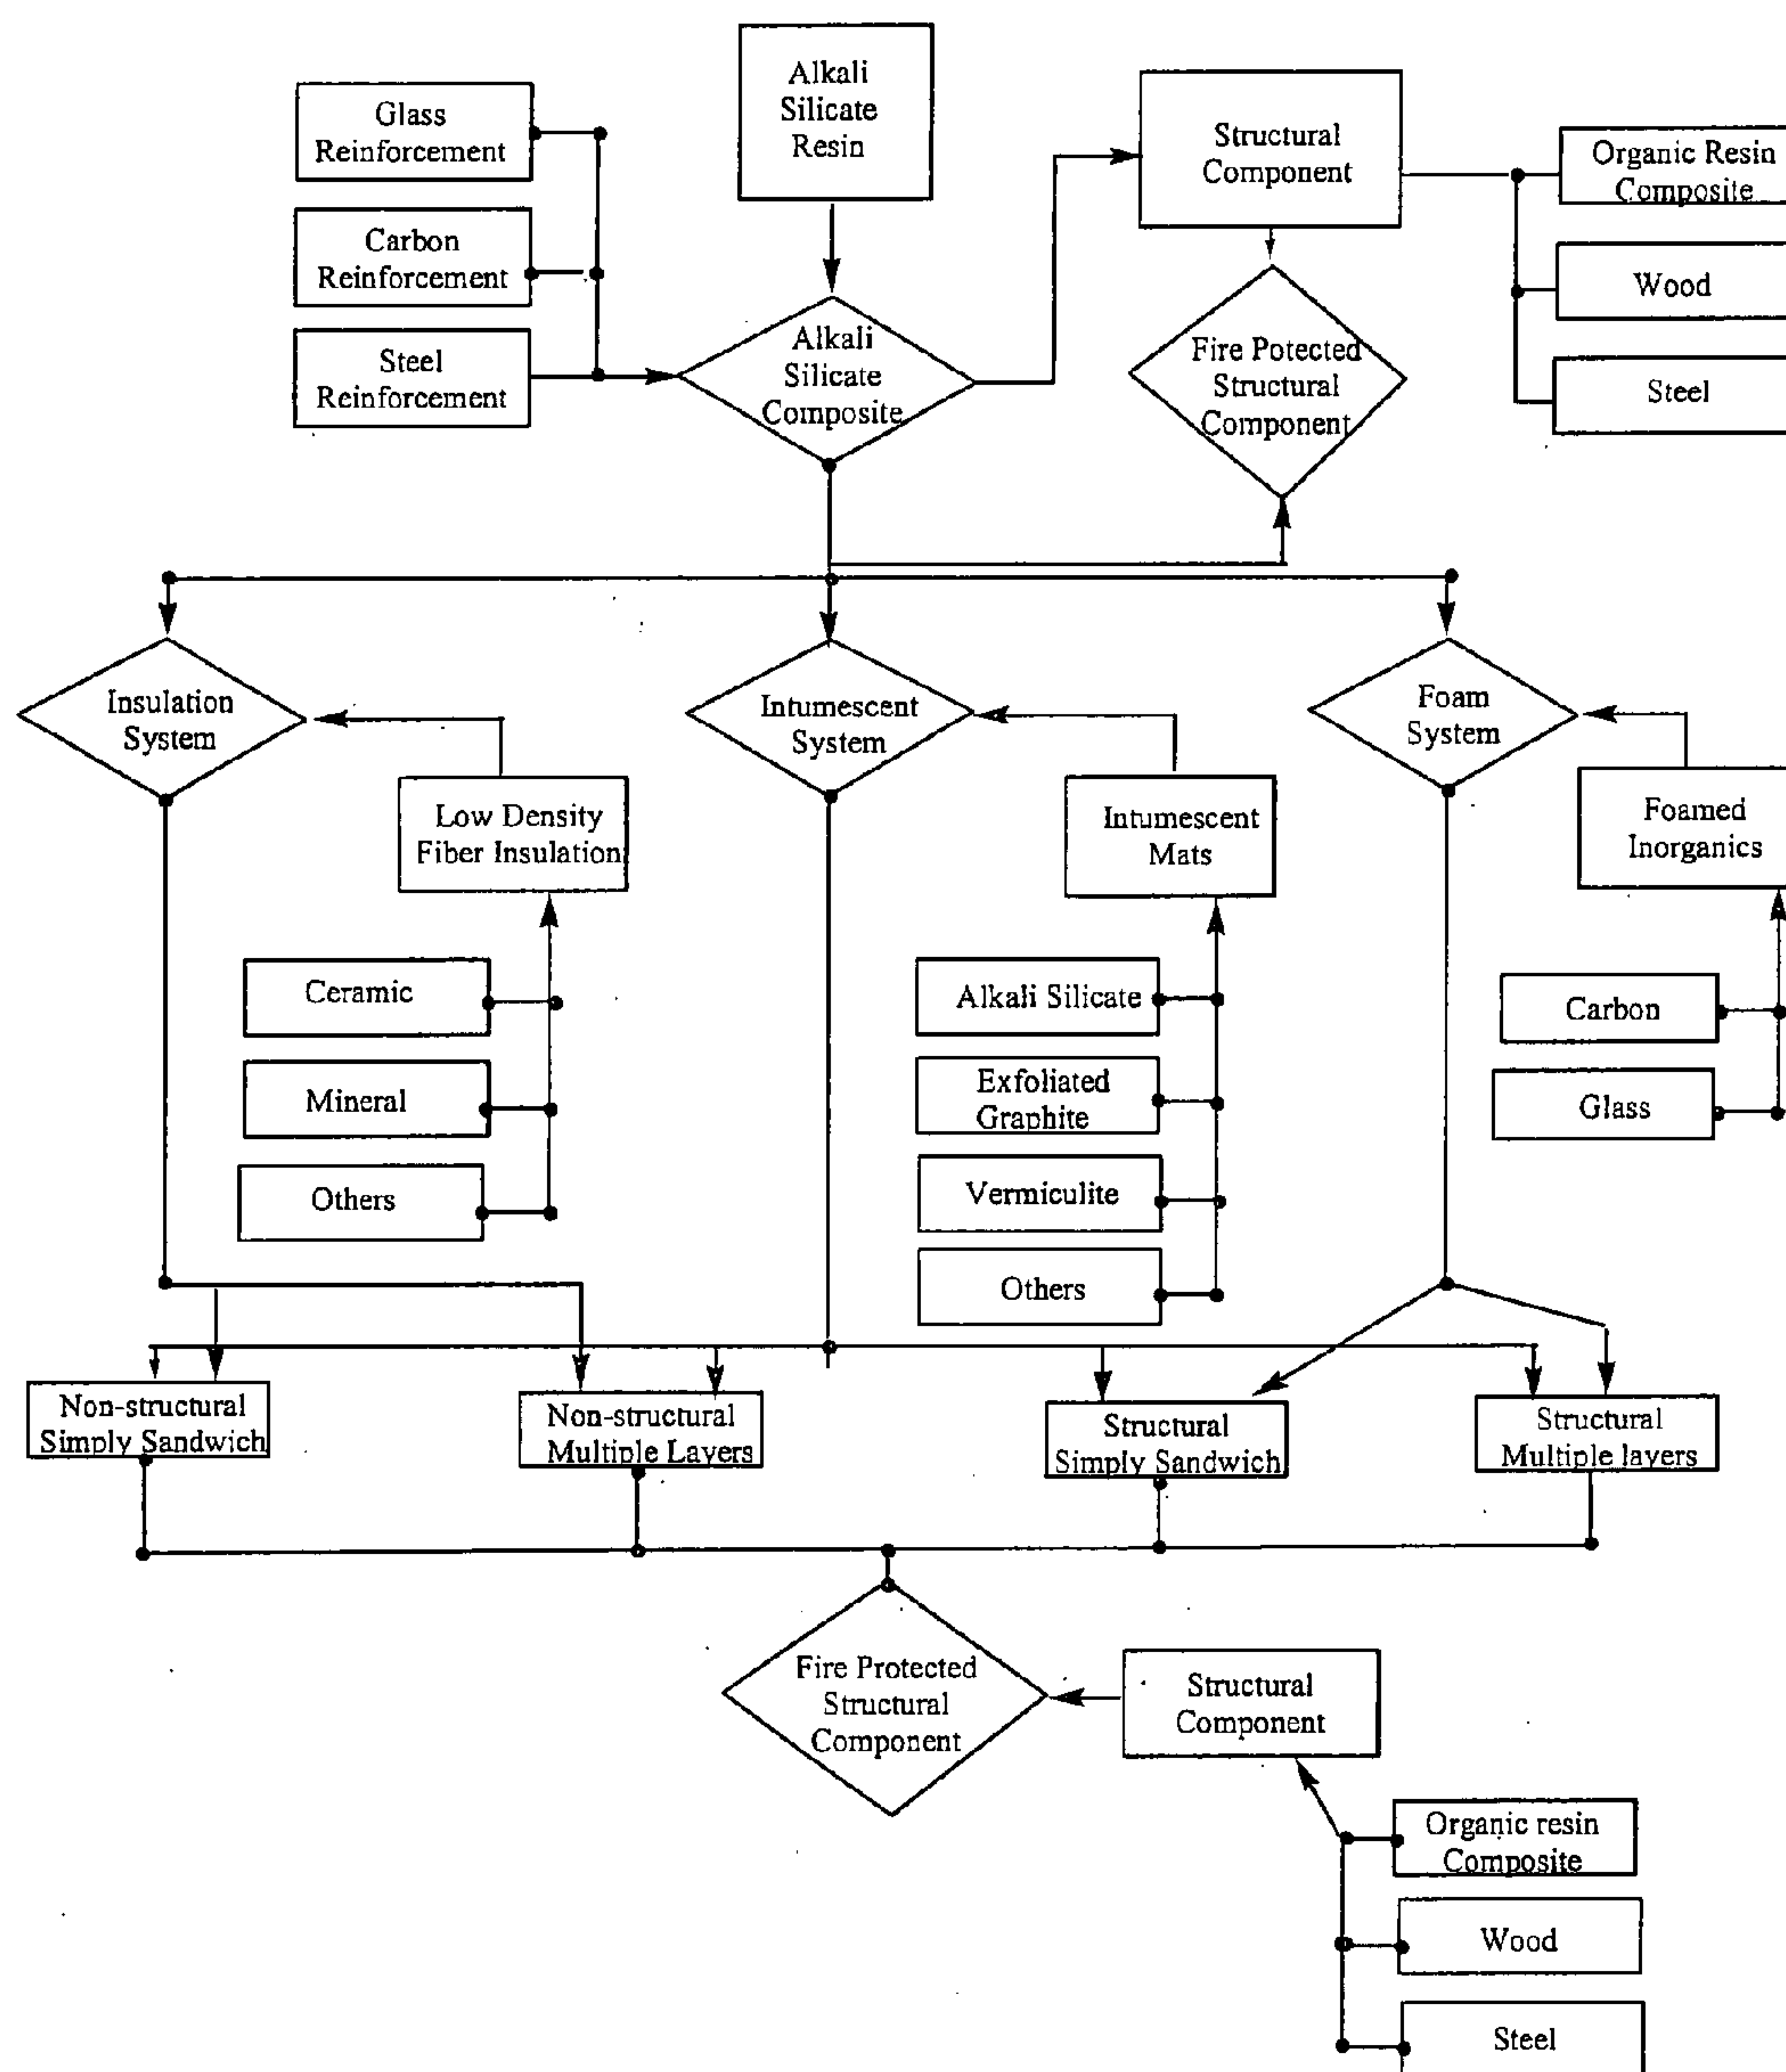 Alkali
Silicate
Resin
Glass
Reinforcement
Carbon
Reinforcement
Steel
Reinforcement
Alkali
Silicate
Composite
Structural
Component
Organic Resin
Composite
Wood
Steel
Fire Potected
Structural
Component
Insulation
System
Intumescent
System
Foam
System
Low Density
Fiber Insulation
Intumescent
Mats
Foamed
Inorganics
Ceramic
Mineral
Others
Alkali Silicate
Exfoliated
Graphite
Vermiculite
Others
Carbon
Glass
Non-structural
Simply Sandwich
Non-structural
Multiple Layers
Structural
Simply Sandwich
Structural
Multiple layers
Fire Protected
Structural
Component
Structural
Component
Organic resin
Composite
Wood
Steel